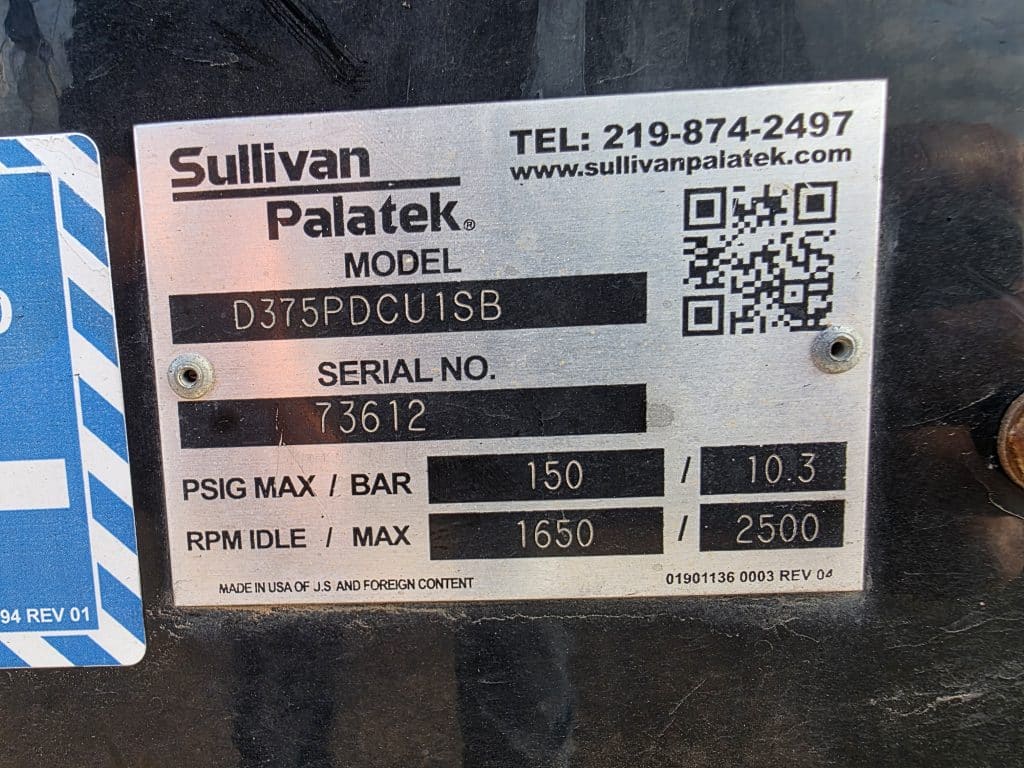 Sullivan
Palatek®
TEL: 219-874-2497
www.sullivanpalatek.com
MODEL
D375PDCU1SB
SERIAL NO.
73612
PSIG MAX / BAR 150 / 10.3
RPM IDLE / MAX 1650 / 2500
MADE IN USA OF J.S AND FOREIGN CONTENT
01901136 0003 REV 04
94 REV 01